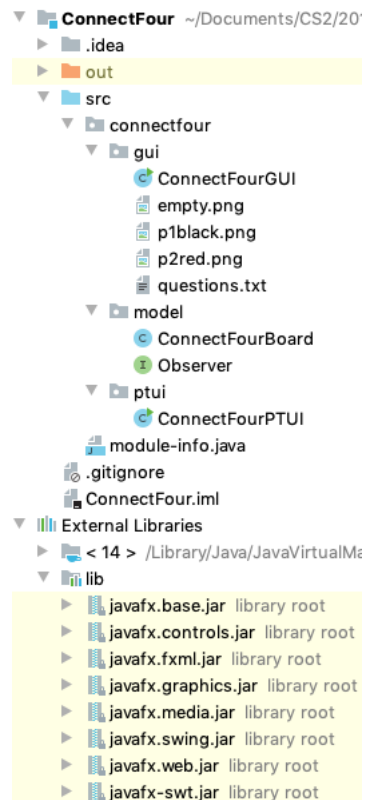 ConnectFour ~/Documents/CS2/20
.idea
out
src
connectfour
gui
ConnectFourGUI
empty.png
p1black.png
p2red.png
questions.txt
model
ConnectFourBoard
Observer
ptui
ConnectFourPTUI
module-info.java
.gitignore
ConnectFour.iml
External Libraries
< 14 > /Library/Java/JavaVirtualMa
lib
javafx.base.jar library root
javafx.controls.jar library root
javafx.fxml.jar library root
javafx.graphics.jar library root
javafx.media.jar library root
javafx.swing.jar library root
javafx.web.jar library root
javafx-swt.jar library root